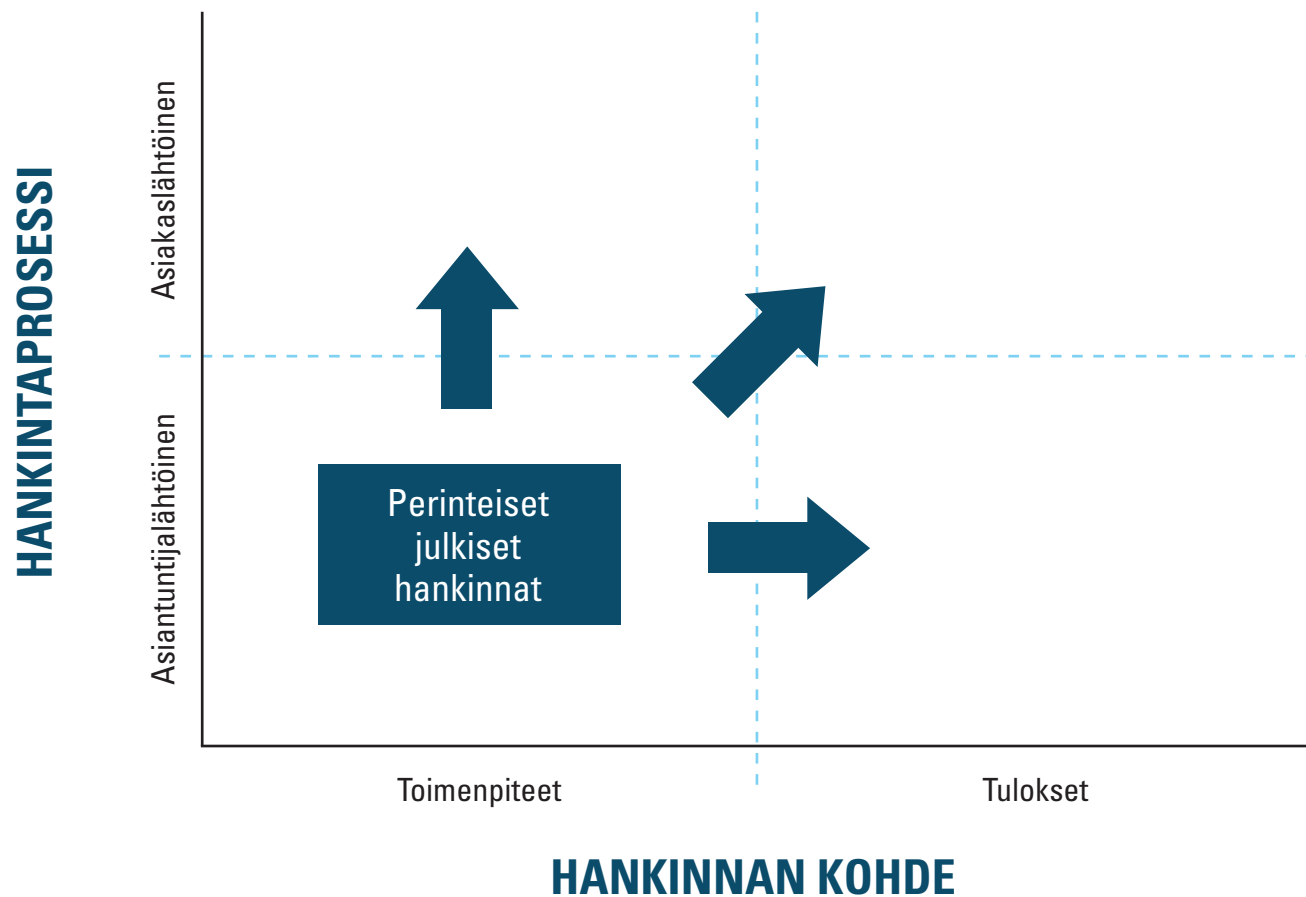 HANKINTAPROSESSI
Asiakaslähtöinen
Asiantuntijalähtöinen
Perinteiset
julkiset
hankinnat
Toimenpiteet
Tulokset
HANKINNAN KOHDE